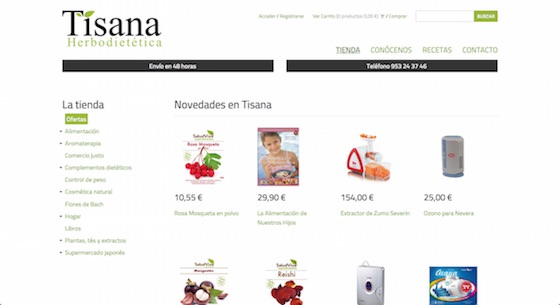 Tisana
Herbodietética
Acceder / Registrarse
Ver Carrito (0 productos 0,00 €) / Comprar
BUSCAR
TIENDA
CONÓCENOS
RECETAS
CONTACTO
Envío en 48 horas
Teléfono 953 24 37 46
La tienda
Ofertas
Alimentación
Aromaterapia
Comercio justo
Complementos dietéticos
Control de peso
Cosmética natural
Flores de Bach
Hogar
Libros
Plantas, tés y extractos
Supermercado japonés
Novedades en Tisana
SaludViva
Rosa Mosqueta
10,55 €
Rosa Mosqueta en polvo
29,90 €
La Alimentación de
Nuestros Hijos
154,00 €
Extractor de Zumo Severin
25,00 €
Ozono para Nevera
SaludViva
Mangostán
SaludViva
Reishi